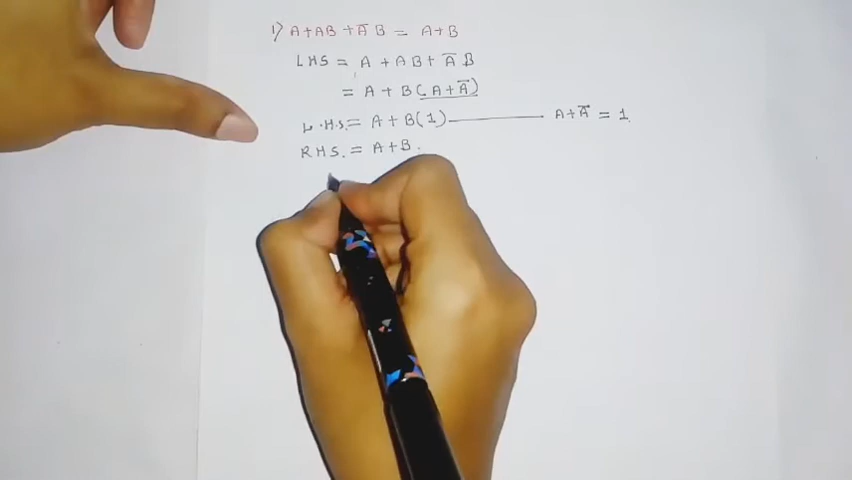 1) A+AB+A̅B = A+B
LHS = A + AB + A̅B
= A + B(A+A̅)
L.H.S. = A+B(1) ———— A+A̅ = 1
RHS. = A+B.